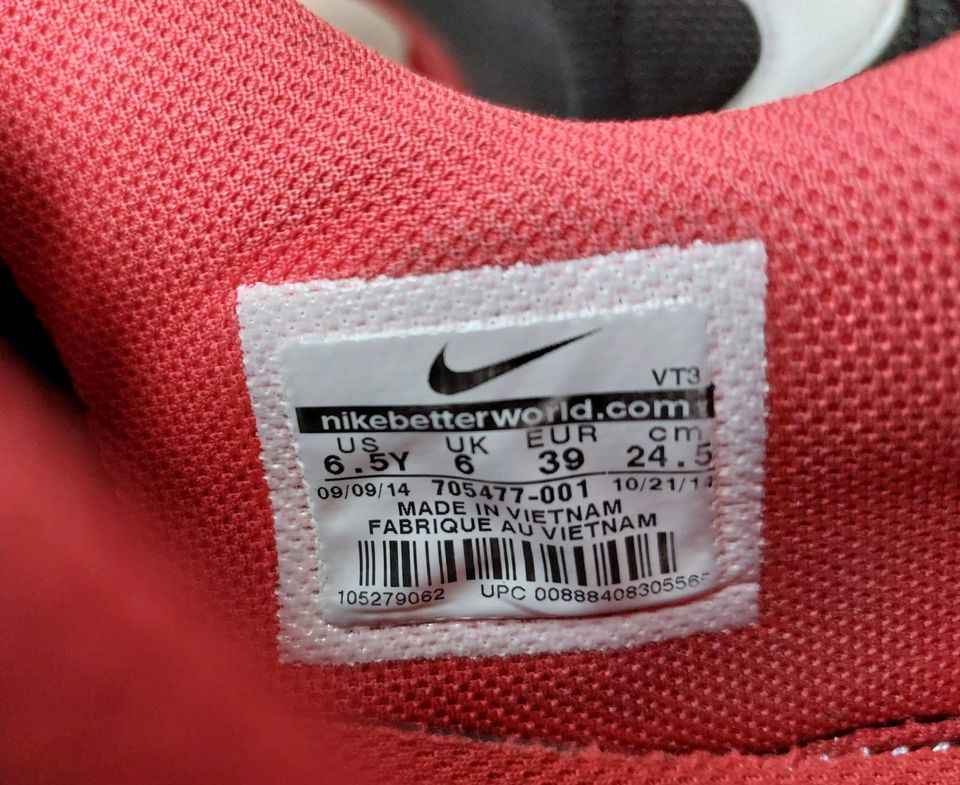 VT3
nikebetterworld.com
US UK EUR cm
6.5Y 6 39 24.5
09/09/14 705477-001 10/21/14
MADE IN VIETNAM
FABRIQUE AU VIETNAM
105279062 UPC